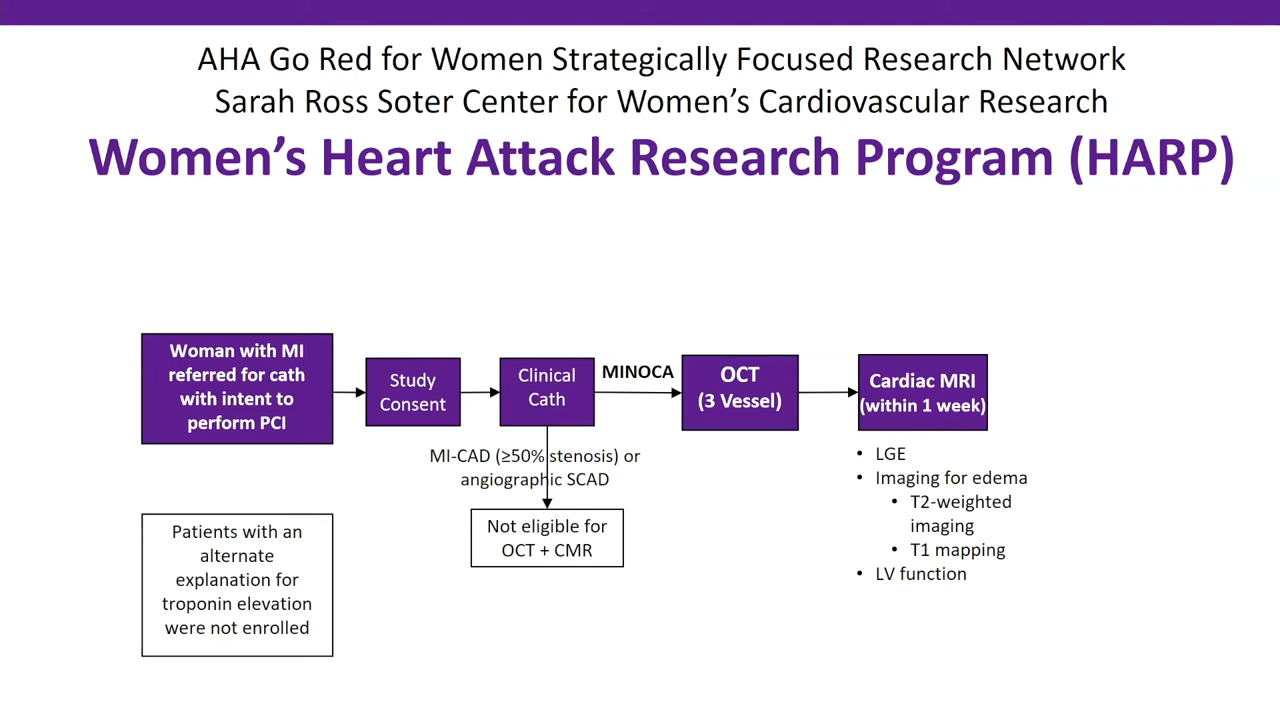 AHA Go Red for Women Strategically Focused Research Network
Sarah Ross Soter Center for Women’s Cardiovascular Research
Women’s Heart Attack Research Program (HARP)
Woman with MI
referred for cath
with intent to
perform PCI
Study
Consent
Clinical
Cath
MINOCA
OCT
(3 Vessel)
Cardiac MRI
(within 1 week)
MI-CAD (≥50% stenosis) or
angiographic SCAD
Not eligible for
OCT + CMR
• LGE
• Imaging for edema
• T2-weighted
imaging
• T1 mapping
• LV function
Patients with an
alternate
explanation for
troponin elevation
were not enrolled